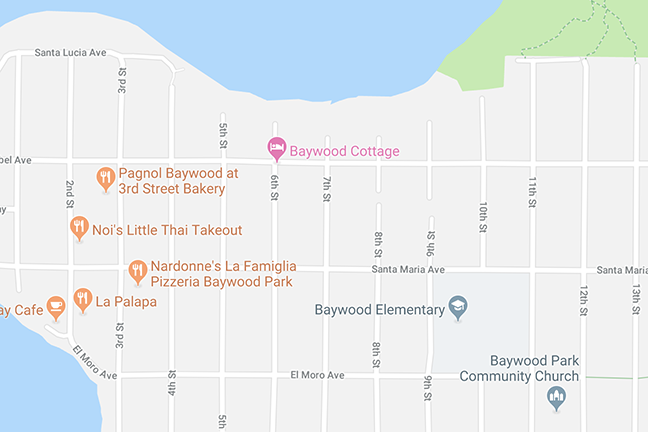 Santa Lucia Ave
3rd St
5th St
Baywood Cottage
bel Ave
Pagnol Baywood at
3rd Street Bakery
2nd St
6th St
7th St
11th St
10th St
Noi's Little Thai Takeout
8th St
9th St
Nardonne's La Famiglia
Pizzeria Baywood Park
Santa Maria Ave
Santa Maria
La Palapa
ay Cafe
Baywood Elementary
12th St
13th St
3rd St
8th St
El Moro Ave
Baywood Park
Community Church
El Moro Ave
4th St
9th St
5th